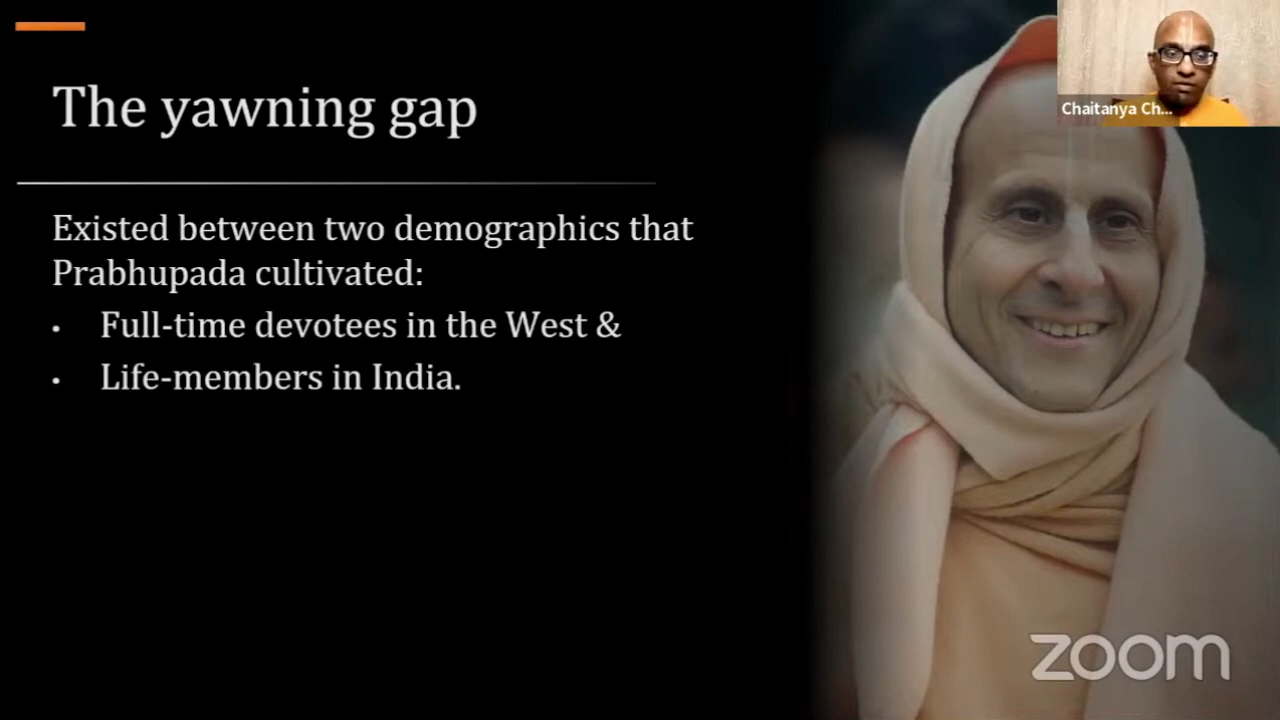 The yawning gap
Existed between two demographics that
Prabhupada cultivated:
• Full-time devotees in the West &
• Life-members in India.
Chaitanya Ch...
zoom